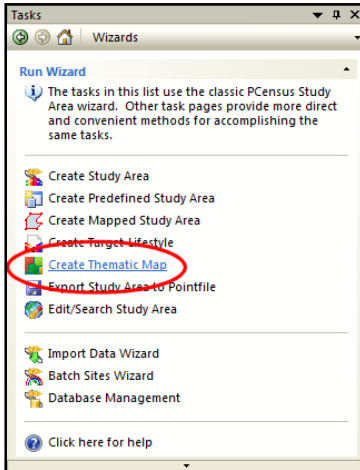 Tasks
Wizards
Run Wizard
The tasks in this list use the classic PCensus Study
Area wizard. Other task pages provide more direct
and convenient methods for accomplishing the
same tasks.
Create Study Area
Create Predefined Study Area
Create Mapped Study Area
Create Target Lifestyle
Create Thematic Map
Export Study Area to Pointfile
Edit/Search Study Area
Import Data Wizard
Batch Sites Wizard
Database Management
Click here for help